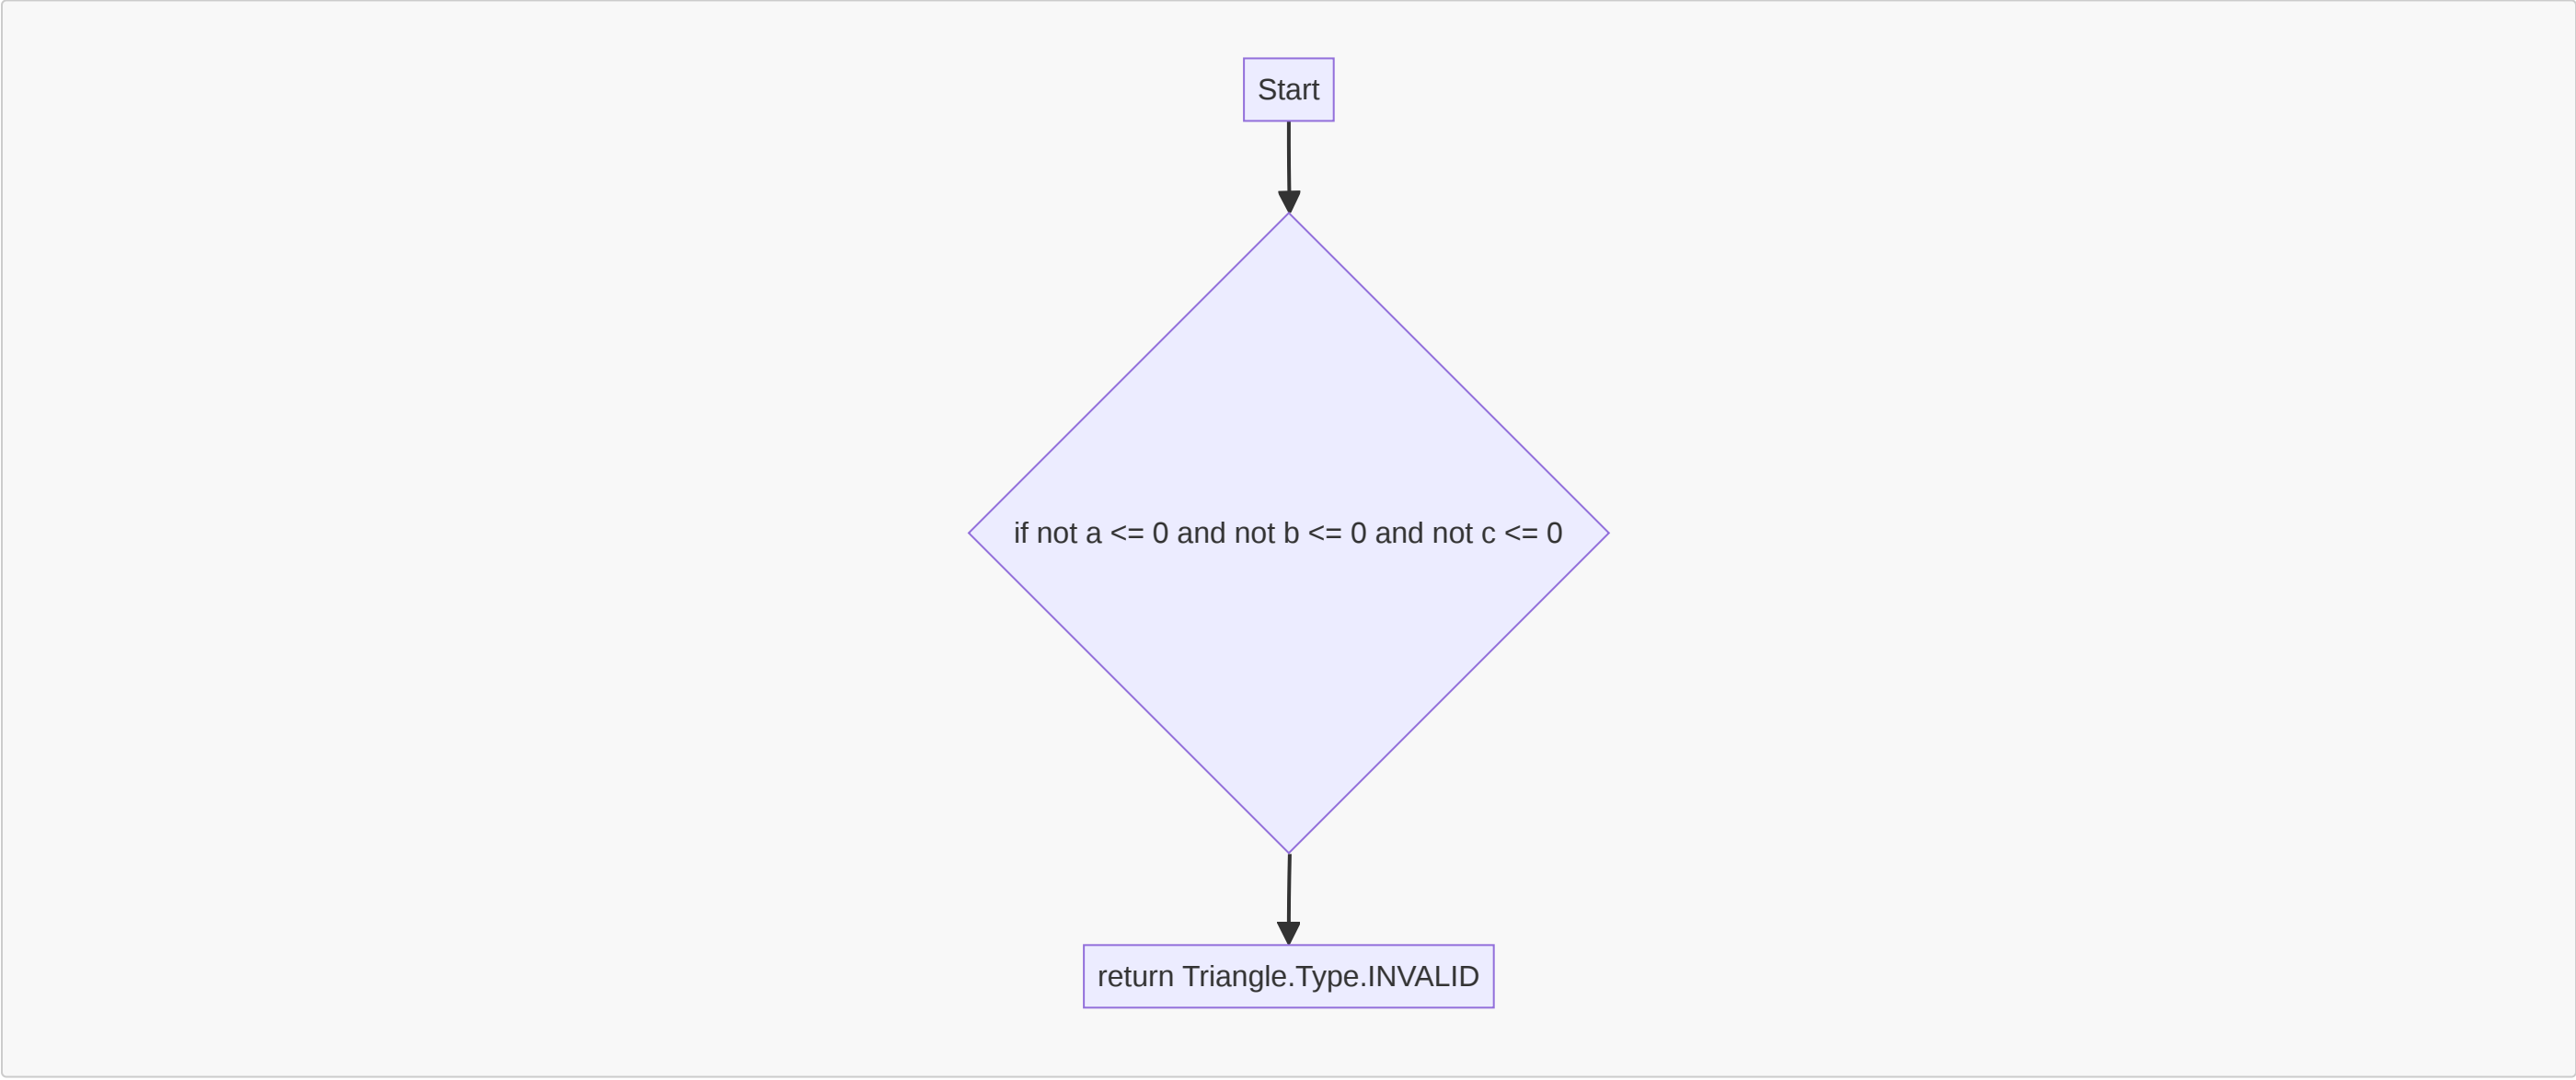 Start
if not a <= 0 and not b <= 0 and not c <= 0
return Triangle.Type.INVALID